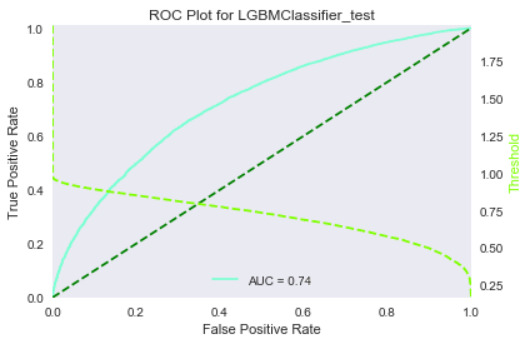 ROC Plot for LGBMClassifier_test
1.0
0.8
0.6
0.4
0.2
0.0
True Positive Rate
1.75
1.50
1.25
1.00
0.75
0.50
0.25
Threshold
AUC = 0.74
0.0 0.2 0.4 0.6 0.8 1.0
False Positive Rate